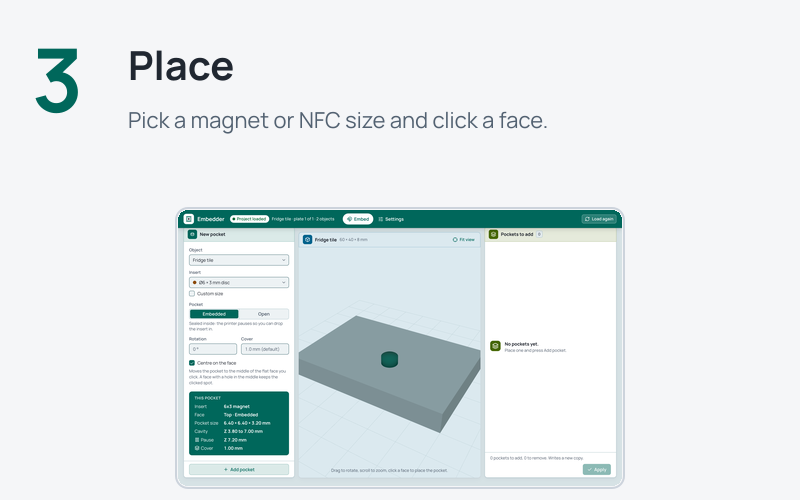 3
Place
Pick a magnet or NFC size and click a face.
Embedder
Project loaded
Fridge tile · plate 1 of 1 · 2 objects
Embed
Settings
Load again
New pocket
Object
Fridge tile
Insert
Ø6 × 3 mm disc
Custom size
Pocket
Embedded
Open
Sealed inside: the printer pauses so you can drop
the insert in.
Rotation
Cover
0 °
1.0 mm (default)
Centre on the face
Moves the pocket to the middle of the flat face you
click. A face with a hole in the middle keeps the
clicked spot.
THIS POCKET
Insert
6x3 magnet
Face
Top · Embedded
Pocket size
6.40 × 6.40 × 3.20 mm
Cavity
Z 3.80 to 7.00 mm
Pause
Z 7.20 mm
Cover
1.00 mm
+ Add pocket
Fridge tile
Fit view
Drag to rotate, scroll to zoom, click a face to place the pocket.
Pockets to add
No pockets yet.
Place one and press Add pocket.
0 pockets to add, 0 to remove. Writes a new copy.
Apply